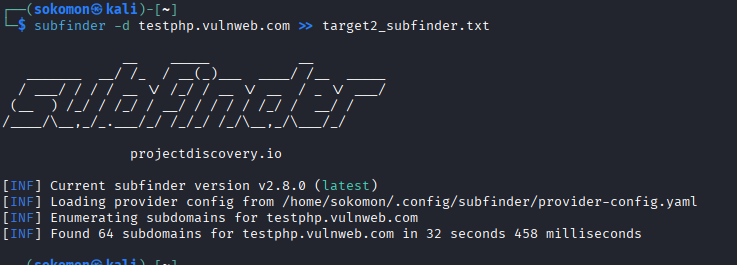 ┌──(sokomon㉿kali)-[~]
└─$ subfinder -d testphp.vulnweb.com >> target2_subfinder.txt
subfinder
projectdiscovery.io
[INF] Current subfinder version v2.8.0 (latest)
[INF] Loading provider config from /home/sokomon/.config/subfinder/provider-config.yaml
[INF] Enumerating subdomains for testphp.vulnweb.com
[INF] Found 64 subdomains for testphp.vulnweb.com in 32 seconds 458 milliseconds